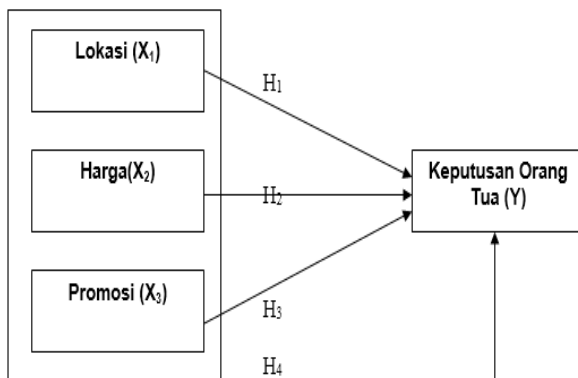 Lokasi (X₁)
H₁
Harga(X₂)
H₂
Keputusan Orang
Tua (Y)
Promosi (X₃)
H₃
H₄